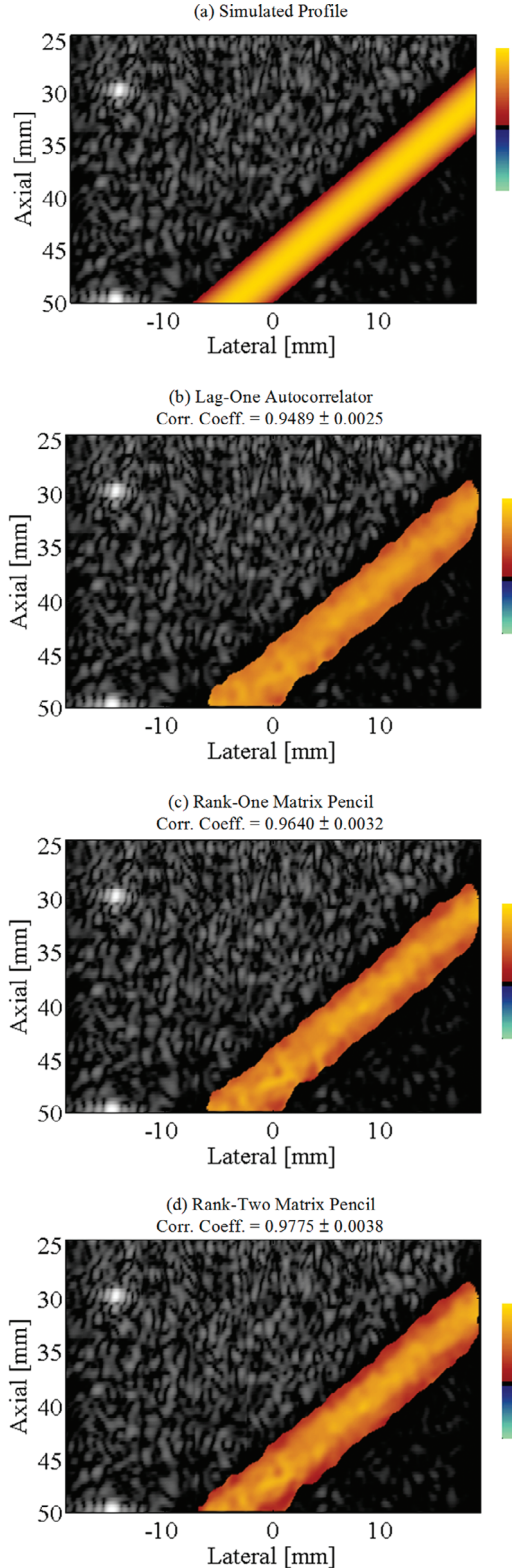 (a) Simulated Profile
25
30
35
40
45
50
Axial [mm]
-10 0 10
Lateral [mm]
(b) Lag-One Autocorrelator
Corr. Coeff. = 0.9489 ± 0.0025
25
30
35
40
45
50
Axial [mm]
-10 0 10
Lateral [mm]
(c) Rank-One Matrix Pencil
Corr. Coeff. = 0.9640 ± 0.0032
25
30
35
40
45
50
Axial [mm]
-10 0 10
Lateral [mm]
(d) Rank-Two Matrix Pencil
Corr. Coeff. = 0.9775 ± 0.0038
25
30
35
40
45
50
Axial [mm]
-10 0 10
Lateral [mm]